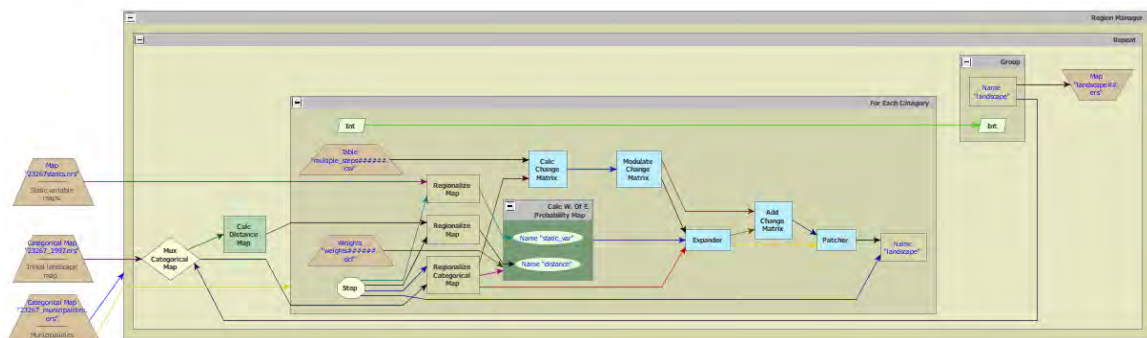 Region Manager
Repeat
Group
Name
"landscape"
Map
"landscape##.
ers"
Int
For Each Category
Int
Table
"multiple_steps######.
csv"
Calc
Change
Matrix
Modulate
Change
Matrix
Map
"23267statics.ers"
Static variable
maps.
Regionalize
Map
Calc W. Of E.
Probability Map
Name "static_var"
Name "distance"
Add
Change
Matrix
Calc
Distance
Map
Regionalize
Map
Expander
Patcher
Name
"landscape"
Categorical Map
"23267_1997.ers"
Initial landscape
map.
Mux
Categorical
Map
Weights
"weights######.
dcf"
Regionalize
Categorical
Map
Step
Categorical Map
"23267_municipalities.
ers"
Municipalities